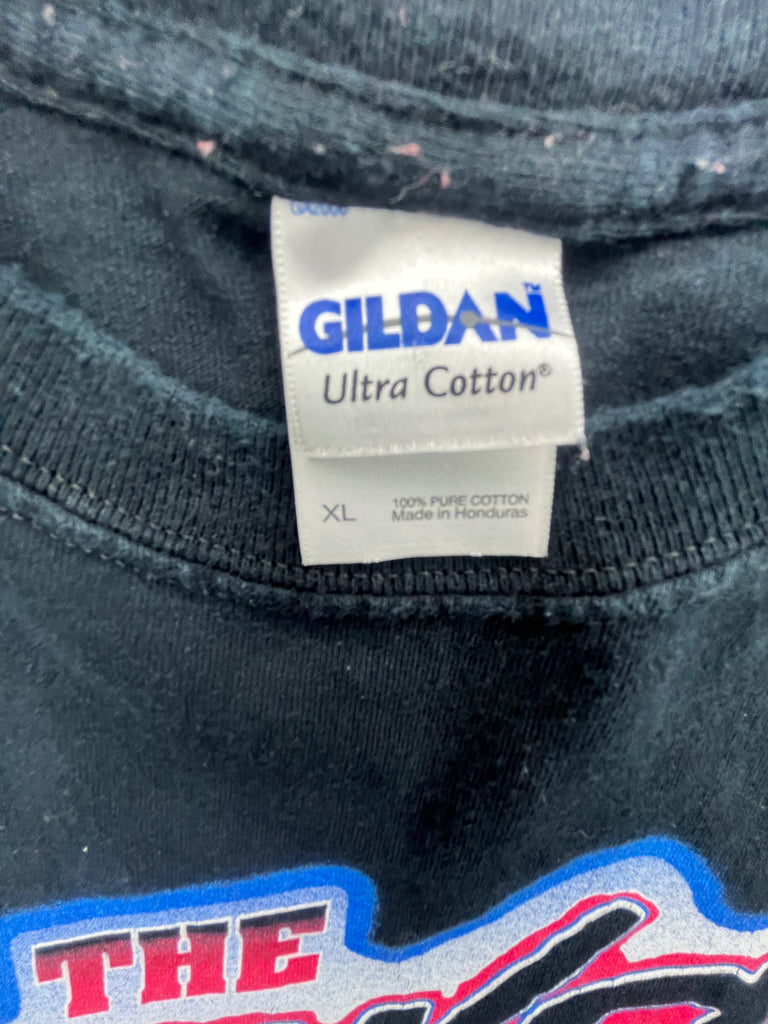 GILDAN
Ultra Cotton®
XL
100% PURE COTTON
Made in Honduras
THE